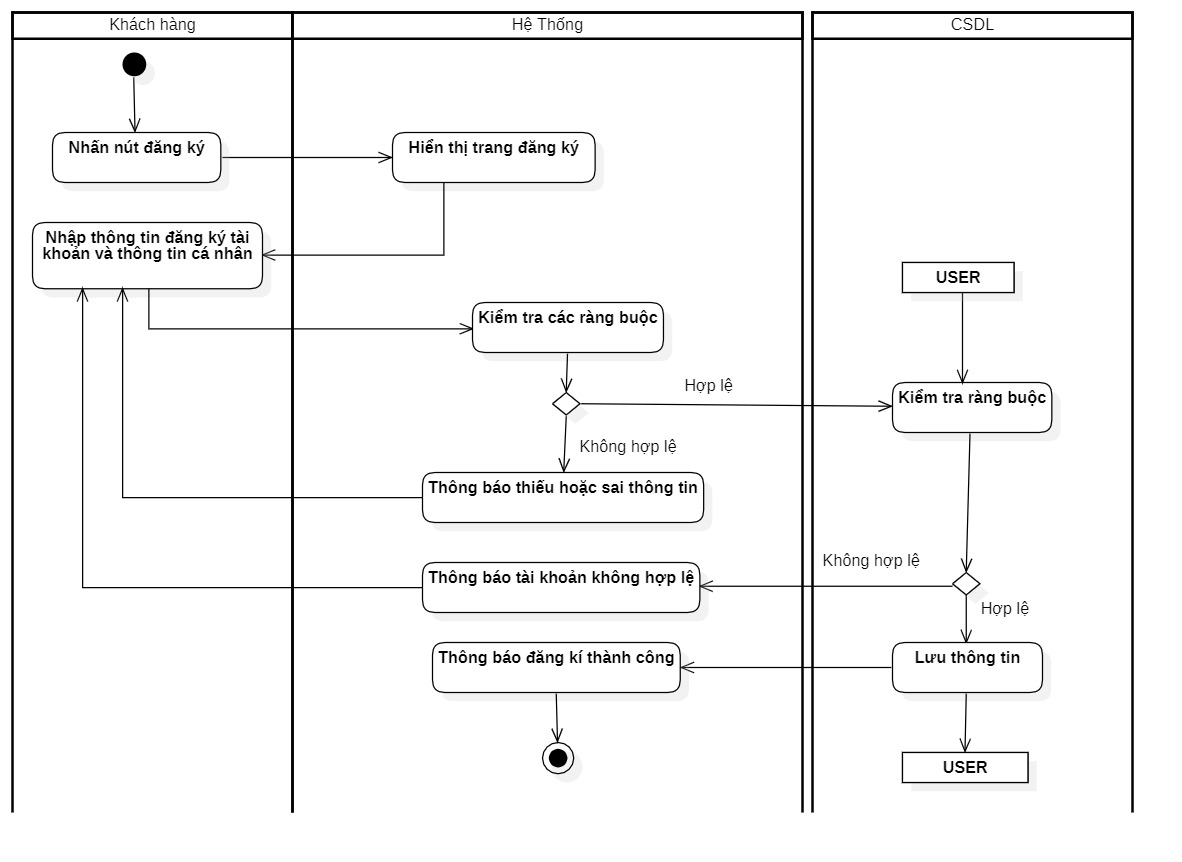 Khách hàng
Hệ Thống
CSDL
Nhấn nút đăng ký
Hiển thị trang đăng ký
Nhập thông tin đăng ký tài
khoản và thông tin cá nhân
USER
Kiểm tra các ràng buộc
Hợp lệ
Kiểm tra ràng buộc
Không hợp lệ
Thông báo thiếu hoặc sai thông tin
Không hợp lệ
Thông báo tài khoản không hợp lệ
Hợp lệ
Thông báo đăng kí thành công
Lưu thông tin
USER